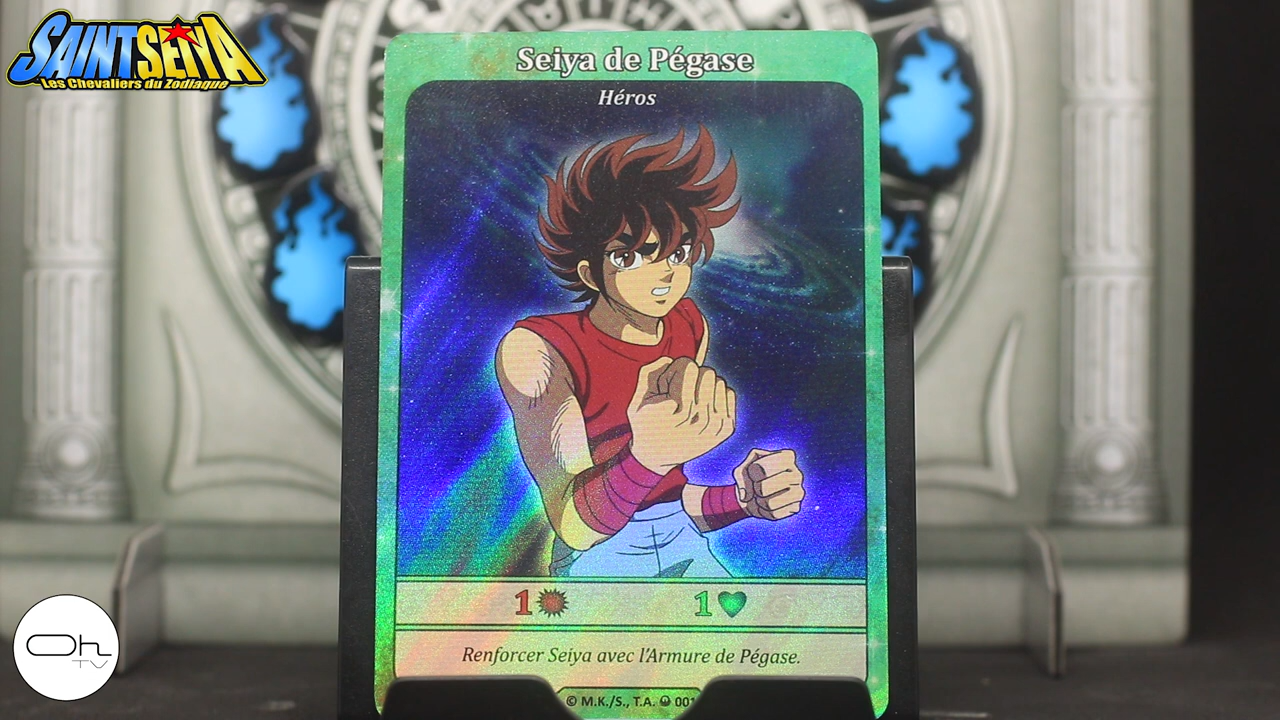 SAINT SEIYA
Les Chevaliers du Zodiaque
Seiya de Pégase
Héros
1
1
Renforcer Seiya avec l'Armure de Pégase.
© M.K./S., T.A. 001
Oh
TV